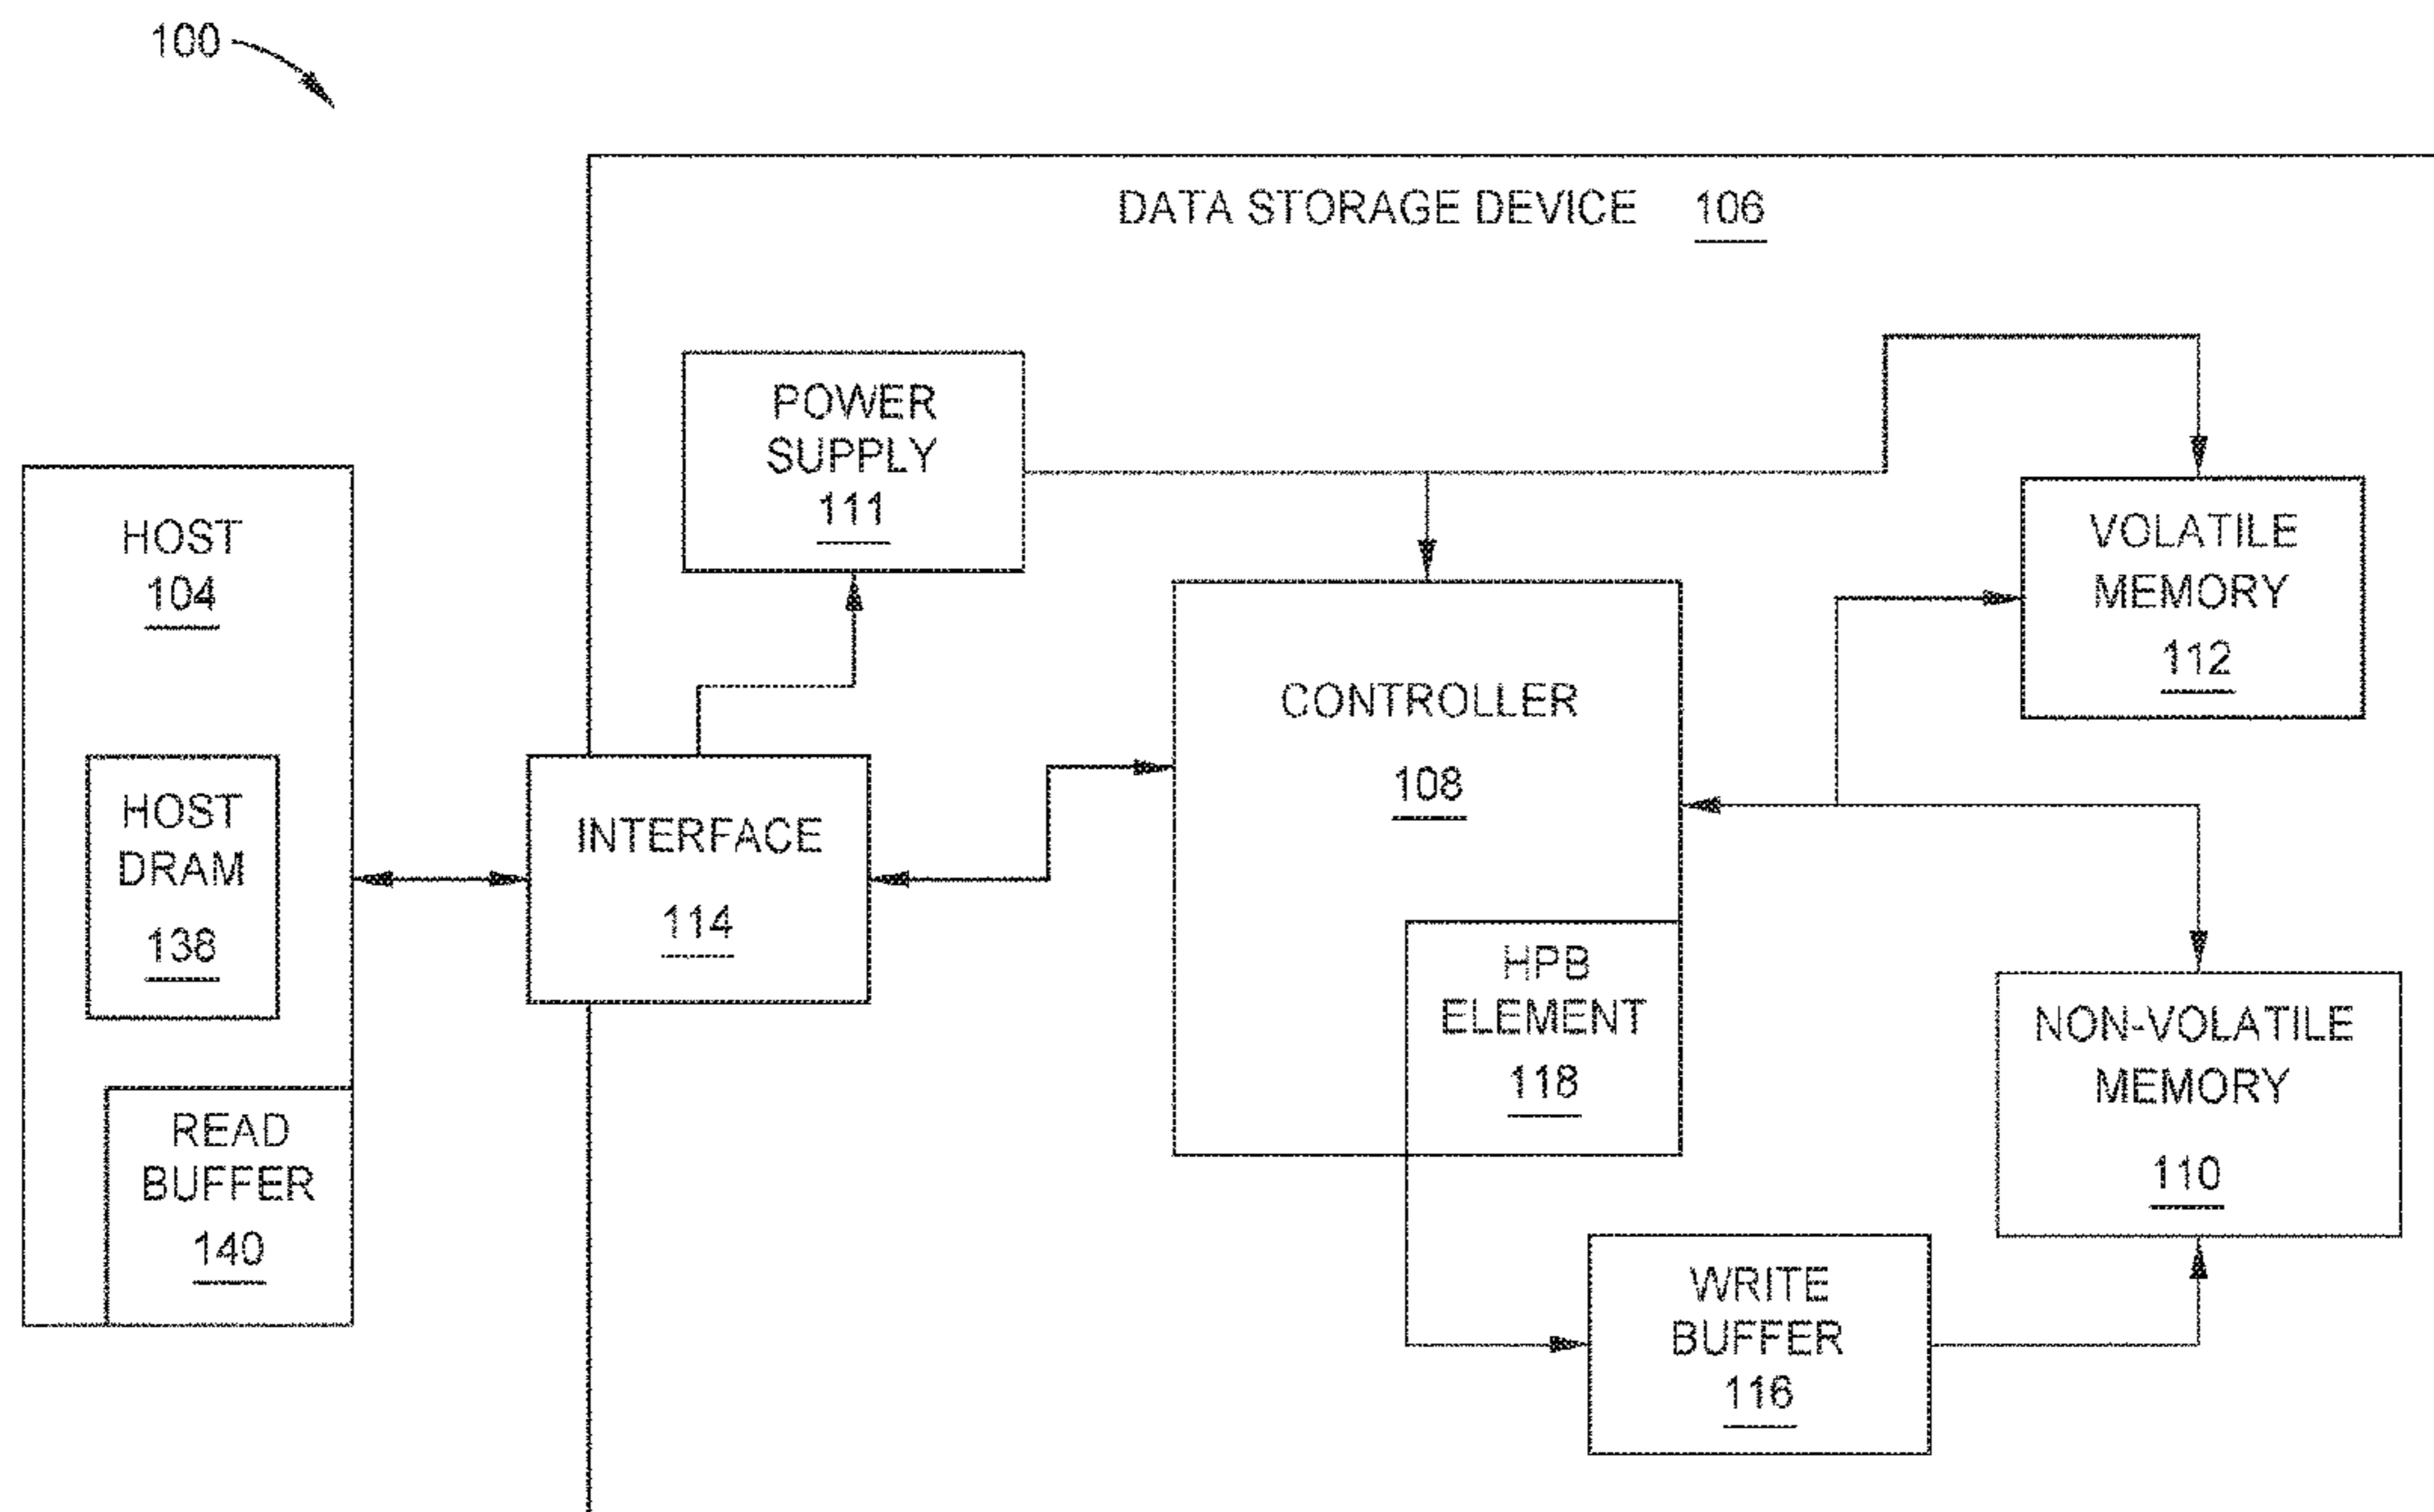 100
DATA STORAGE DEVICE 106
POWER
SUPPLY
111
HOST
104
VOLATILE
MEMORY
112
CONTROLLER
108
HOST
DRAM
138
INTERFACE
114
HPB
ELEMENT
118
NON-VOLATILE
MEMORY
110
READ
BUFFER
140
WRITE
BUFFER
116